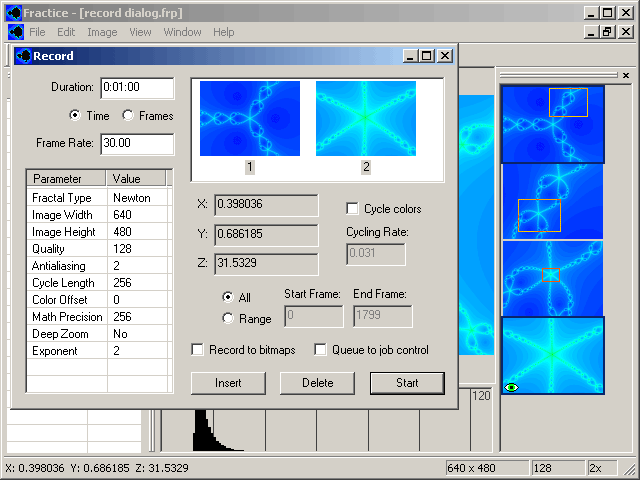 Fractice - [record dialog.frp]
File Edit Image View Window Help
Record
Duration: 0:01:00
Time Frames
Frame Rate: 30.00
1 2
Parameter Value
Fractal Type Newton
Image Width 640
Image Height 480
Quality 128
Antialiasing 2
Cycle Length 256
Color Offset 0
Math Precision 256
Deep Zoom No
Exponent 2
X: 0.398036
Y: 0.686185
Z: 31.5329
Cycle colors
Cycling Rate:
0.031
All
Range
Start Frame: End Frame:
0 1799
Record to bitmaps Queue to job control
Insert Delete Start
120
X: 0.398036 Y: 0.686185 Z: 31.5329 640 x 480 128 2x